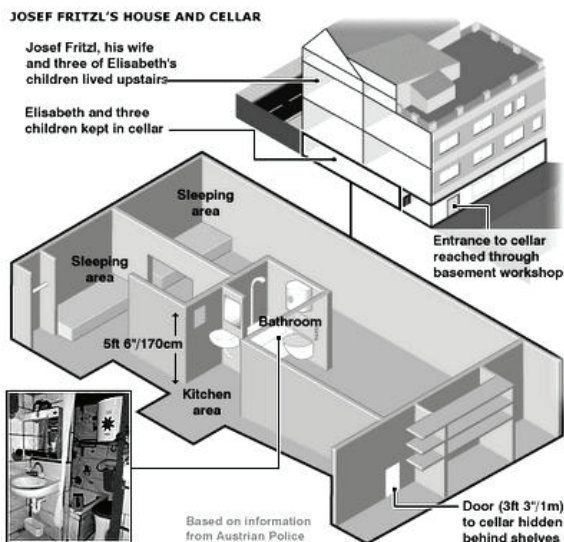 JOSEF FRITZL'S HOUSE AND CELLAR
Josef Fritzl, his wife
and three of Elisabeth's
children lived upstairs
Elisabeth and three
children kept in cellar
Entrance to cellar
reached through
basement workshop
Sleeping
area
Sleeping
area
Bathroom
5ft 6"/170cm
Kitchen
area
Door (3ft 3"/1m)
to cellar hidden
behind shelves
Based on information
from Austrian Police